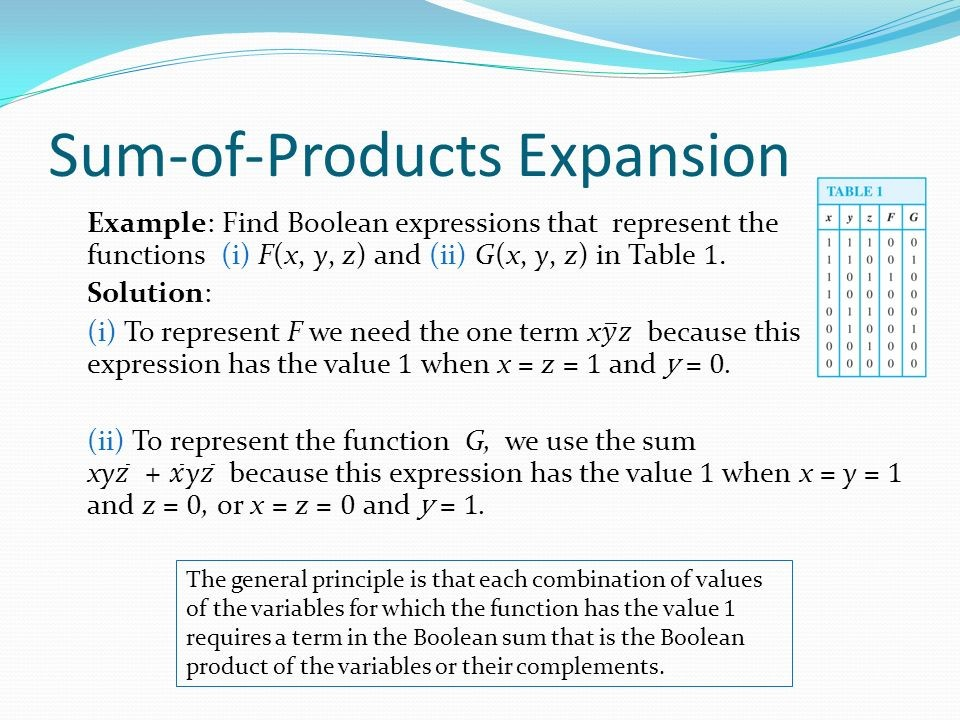 Sum-of-Products Expansion
Example: Find Boolean expressions that represent the
functions (i) F(x, y, z) and (ii) G(x, y, z) in Table 1.
Solution:
(i) To represent F we need the one term xy̅z because this
expression has the value 1 when x = z = 1 and y = 0.
(ii) To represent the function G, we use the sum
xyz̄ + x̄yz̄ because this expression has the value 1 when x = y = 1
and z = 0, or x = z = 0 and y = 1.
TABLE 1
x y z F G
1 1 1 0 0
1 1 0 0 1
1 0 1 1 0
1 0 0 0 0
0 1 1 0 0
0 1 0 0 1
0 0 1 0 0
0 0 0 0 0
The general principle is that each combination of values
of the variables for which the function has the value 1
requires a term in the Boolean sum that is the Boolean
product of the variables or their complements.